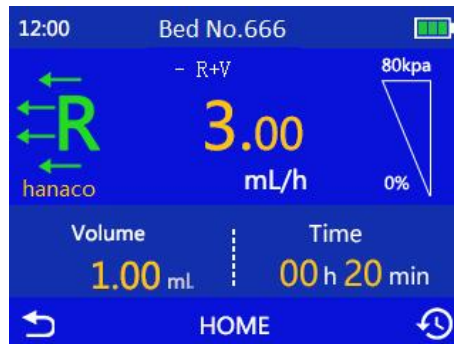 12:00 Bed No.666
- R+V 80kpa
R 3.00
hanaco mL/h 0%
Volume Time
1.00 mL 00 h 20 min
HOME